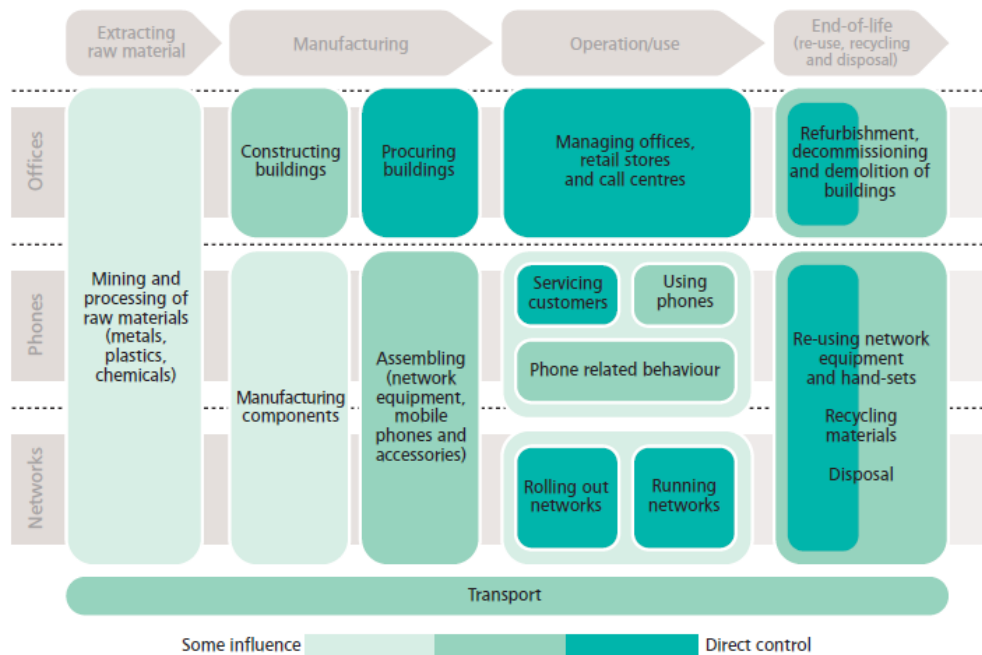 Extracting
raw material
Manufacturing
Operation/use
End-of-life
(re-use, recycling
and disposal)
Offices
Constructing
buildings
Procuring
buildings
Managing offices,
retail stores
and call centres
Refurbishment,
decommissioning
and demolition of
buildings
Phones
Mining and
processing of
raw materials
(metals,
plastics,
chemicals)
Manufacturing
components
Assembling
(network
equipment,
mobile
phones and
accessories)
Servicing
customers
Using
phones
Phone related behaviour
Re-using network
equipment
and hand-sets
Recycling
materials
Disposal
Networks
Rolling out
networks
Running
networks
Transport
Some influence
Direct control